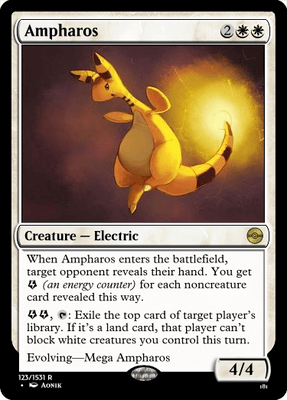 Ampharos 2
Creature — Electric
When Ampharos enters the battlefield,
target opponent reveals their hand. You get
(an energy counter) for each noncreature
card revealed this way.
, : Exile the top card of target player's
library. If it's a land card, that player can't
block white creatures you control this turn.
Evolving—Mega Ampharos
4/4
123/1531 R
• Aonik